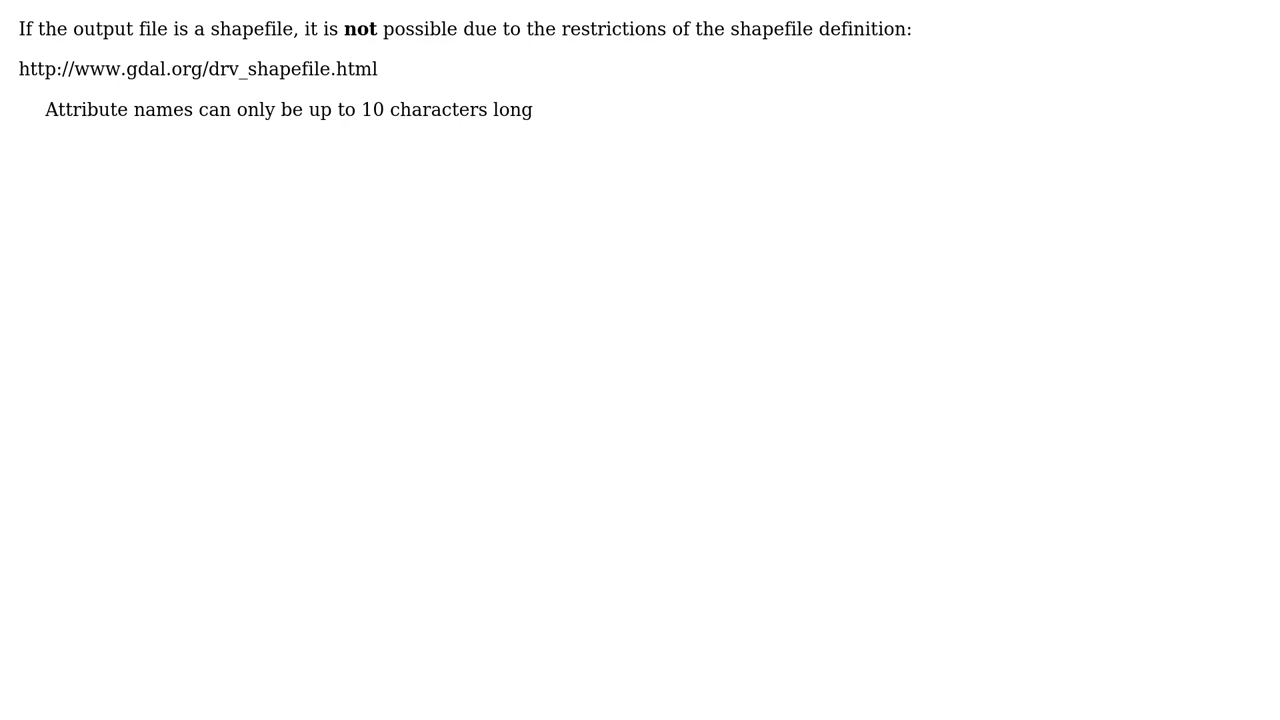 If the output file is a shapefile, it is not possible due to the restrictions of the shapefile definition:
http://www.gdal.org/drv_shapefile.html
Attribute names can only be up to 10 characters long